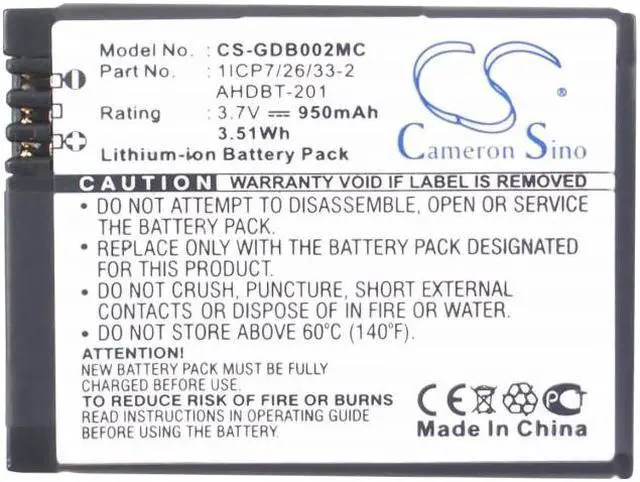 Model No. : CS-GDB002MC
Part No. : 1ICP7/26/33-2
AHDBT-201
Rating : 3.7V 950mAh
3.51Wh
Lithium-ion Battery Pack
CS
Cameron Sino
®
CAUTION WARRANTY VOID IF LABEL IS REMOVED
• DO NOT ATTEMPT TO DISASSEMBLE, OPEN OR SERVICE
THE BATTERY PACK.
• REPLACE ONLY WITH THE BATTERY PACK DESIGNATED
FOR THIS EQUIPMENT.
• DO NOT CRUSH, PUNCTURE, SHORT EXTERNAL
CONTACTS OR DISPOSE OF IN FIRE OR WATER.
• DO NOT STORE ABOVE 60°C (140°F).
ATTENTION!
NEW BATTERY PACK MUST BE FULLY
CHARGED BEFORE USE.
TO REDUCE RISK OF FIRE OR BURNS
READ INSTRUCTIONS IN OPERATING GUIDE
CE
Made In China